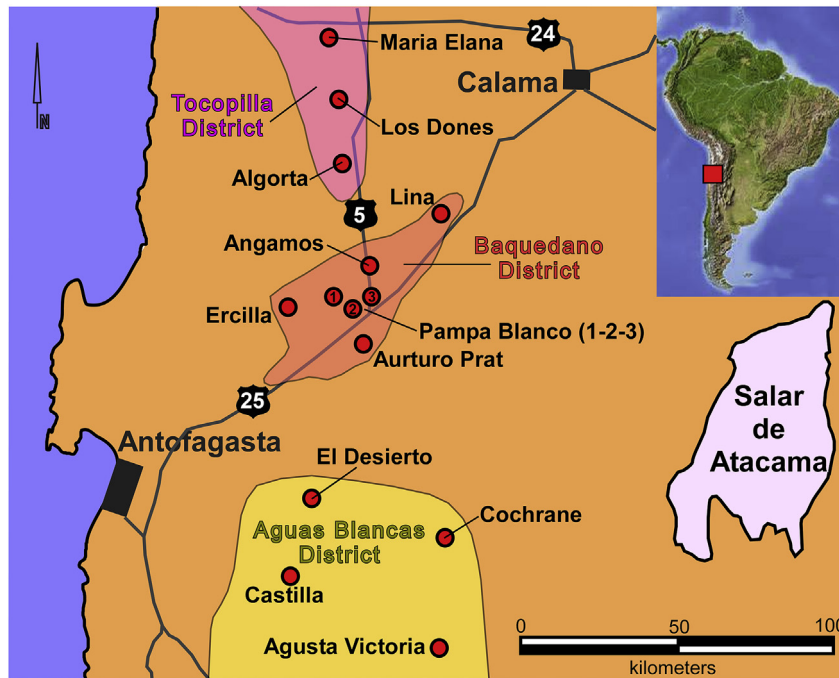 24
Maria Elana
Calama
Tocopilla
District
Los Dones
Algorta
Lina
5
Angamos
Baquedano
District
1
3
2
Ercilla
Pampa Blanco (1-2-3)
Aurturo Prat
25
Salar
de
Atacama
Antofagasta
El Desierto
Cochrane
Aguas Blancas
District
Castilla
Agusta Victoria
0
50
100
kilometers
N